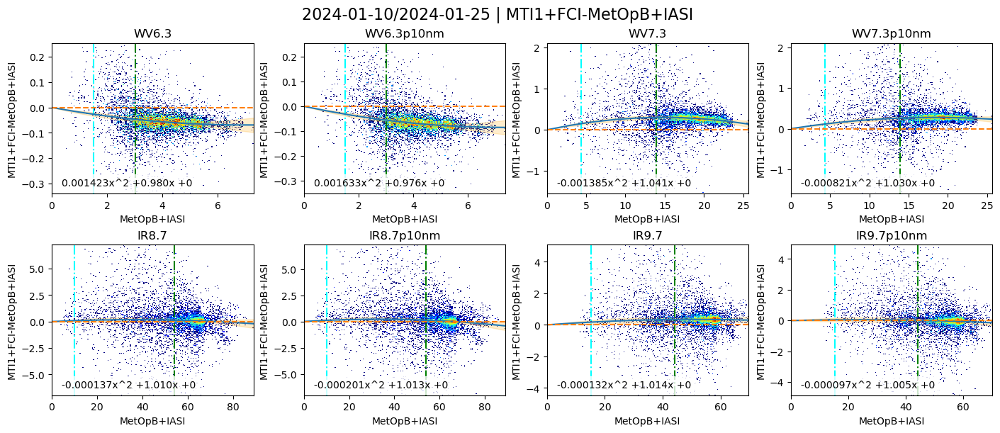 2024-01-10/2024-01-25 | MTI1+FCI-MetOpB+IASI
WV6.3
MTI1+FCI-MetOpB+IASI
0.2
0.1
0.0
−0.1
−0.2
−0.3
0.001423x^2 +0.980x +0
0 2 4 6
MetOpB+IASI
WV6.3p10nm
MTI1+FCI-MetOpB+IASI
0.2
0.1
0.0
−0.1
−0.2
−0.3
0.001633x^2 +0.976x +0
0 2 4 6
MetOpB+IASI
WV7.3
MTI1+FCI-MetOpB+IASI
2
1
0
−1
-0.001385x^2 +1.041x +0
0 5 10 15 20 25
MetOpB+IASI
WV7.3p10nm
MTI1+FCI-MetOpB+IASI
2
1
0
−1
-0.000821x^2 +1.030x +0
0 5 10 15 20 25
MetOpB+IASI
IR8.7
MTI1+FCI-MetOpB+IASI
5.0
2.5
0.0
−2.5
−5.0
-0.000137x^2 +1.010x +0
0 20 40 60 80
MetOpB+IASI
IR8.7p10nm
MTI1+FCI-MetOpB+IASI
5.0
2.5
0.0
−2.5
−5.0
-0.000201x^2 +1.013x +0
0 20 40 60 80
MetOpB+IASI
IR9.7
MTI1+FCI-MetOpB+IASI
4
2
0
−2
−4
-0.000132x^2 +1.014x +0
0 20 40 60
MetOpB+IASI
IR9.7p10nm
MTI1+FCI-MetOpB+IASI
4
2
0
−2
−4
-0.000097x^2 +1.005x +0
0 20 40 60
MetOpB+IASI